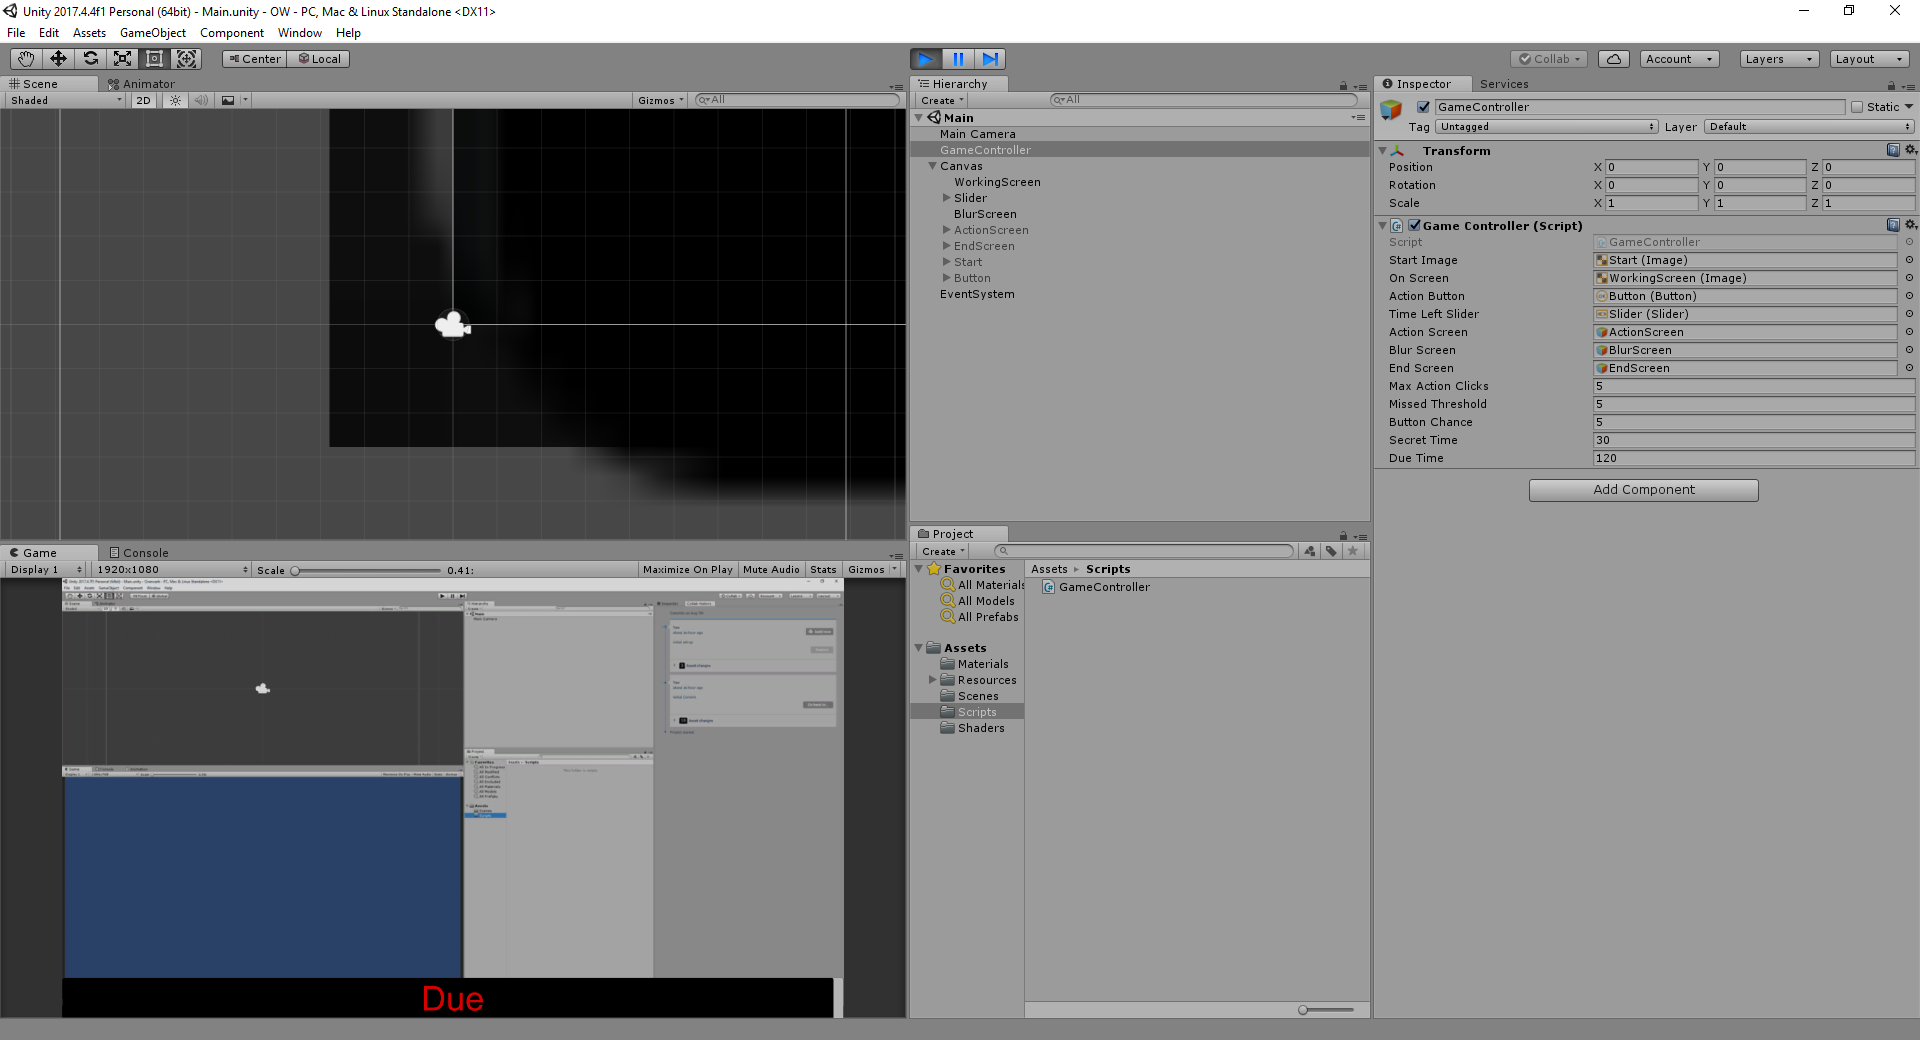 Unity 2017.4.4f1 Personal (64bit) - Main.unity - OW - PC, Mac & Linux Standalone <DX11>
File Edit Assets GameObject Component Window Help
Center Local
Collab Account Layers Layout
Scene Animator
Shaded 2D Gizmos All
Hierarchy
Create All
Main
Main Camera
GameController
Canvas
WorkingScreen
Slider
BlurScreen
ActionScreen
EndScreen
Start
Button
EventSystem
Inspector Services
GameController Static
Tag Untagged Layer Default
Transform
Position X 0 Y 0 Z 0
Rotation X 0 Y 0 Z 0
Scale X 1 Y 1 Z 1
Game Controller (Script)
Script GameController
Start Image Start (Image)
On Screen WorkingScreen (Image)
Action Button Button (Button)
Time Left Slider Slider (Slider)
Action Screen ActionScreen
Blur Screen BlurScreen
End Screen EndScreen
Max Action Clicks 5
Missed Threshold 5
Button Chance 5
Secret Time 30
Due Time 120
Add Component
Game Console
Display 1 1920x1080 Scale 0.41: Maximize On Play Mute Audio Stats Gizmos
Due
Project
Create
Favorites
All Materials
All Models
All Prefabs
Assets
Materials
Resources
Scenes
Scripts
Shaders
Assets Scripts
GameController